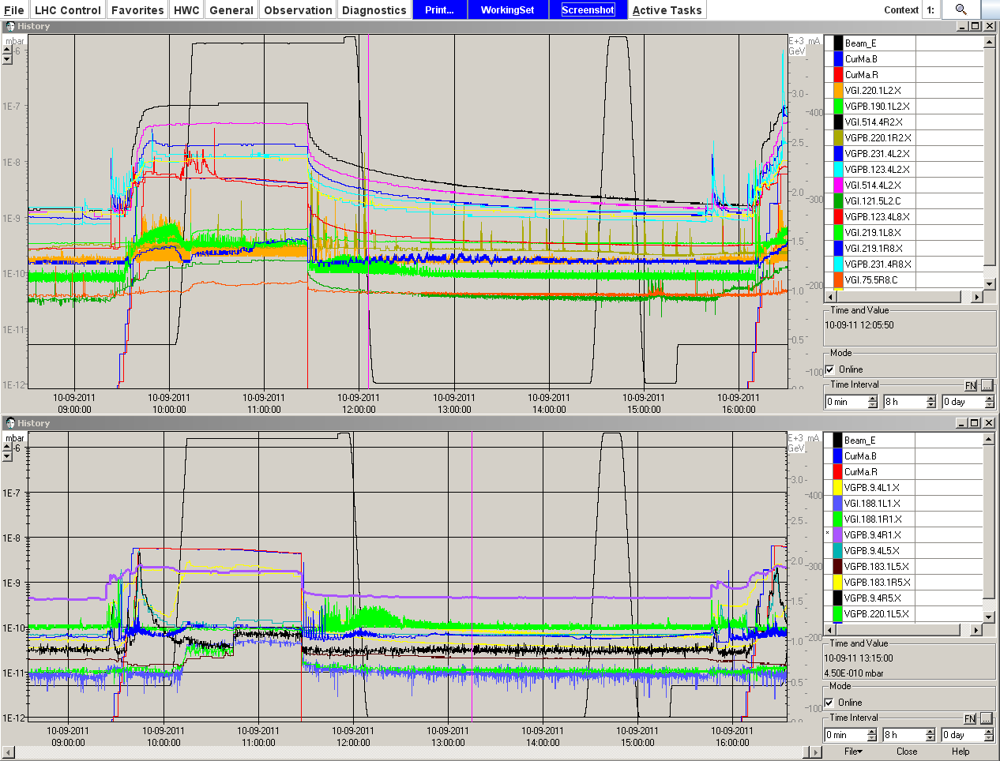 File LHC Control Favorites HWC General Observation Diagnostics Print... WorkingSet Screenshot Active Tasks Context 1:
History
mbar
E+3 mA
GeV
-6
1E-7
1E-8
1E-9
1E-10
1E-11
1E-12
3.0
2.5
2.0
1.5
1.0
0.5
0.0
-400
-300
-200
-100
10-09-2011 10-09-2011 10-09-2011 10-09-2011 10-09-2011 10-09-2011 10-09-2011 10-09-2011
09:00:00 10:00:00 11:00:00 12:00:00 13:00:00 14:00:00 15:00:00 16:00:00
Beam_E
CurMa.B
CurMa.R
VGI.220.1L2.X
VGPB.190.1L2.X
VGI.514.4R2.X
VGPB.220.1R2.X
VGPB.231.4L2.X
VGPB.123.4L2.X
VGI.514.4L2.X
VGI.121.5L2.C
VGPB.123.4L8.X
VGI.219.1L8.X
VGI.219.1R8.X
VGPB.231.4R8.X
VGI.75.5R8.C
Time and Value
10-09-11 12:05:50
Mode
Online
Time Interval FN ...
0 min 8 h 0 day
History
mbar
E+3 mA
GeV
-6
1E-7
1E-8
1E-9
1E-10
1E-11
1E-12
3.0
2.5
2.0
1.5
1.0
0.5
0.0
-400
-300
-200
-100
10-09-2011 10-09-2011 10-09-2011 10-09-2011 10-09-2011 10-09-2011 10-09-2011 10-09-2011
09:00:00 10:00:00 11:00:00 12:00:00 13:00:00 14:00:00 15:00:00 16:00:00
Beam_E
CurMa.B
CurMa.R
VGPB.9.4L1.X
VGI.188.1L1.X
VGI.188.1R1.X
* VGPB.9.4R1.X
VGPB.9.4L5.X
VGPB.183.1L5.X
VGPB.183.1R5.X
VGPB.9.4R5.X
VGPB.220.1L5.X
Time and Value
10-09-11 13:15:00
4.50E-010 mbar
Mode
Online
Time Interval FN ...
0 min 8 h 0 day
File Close Help